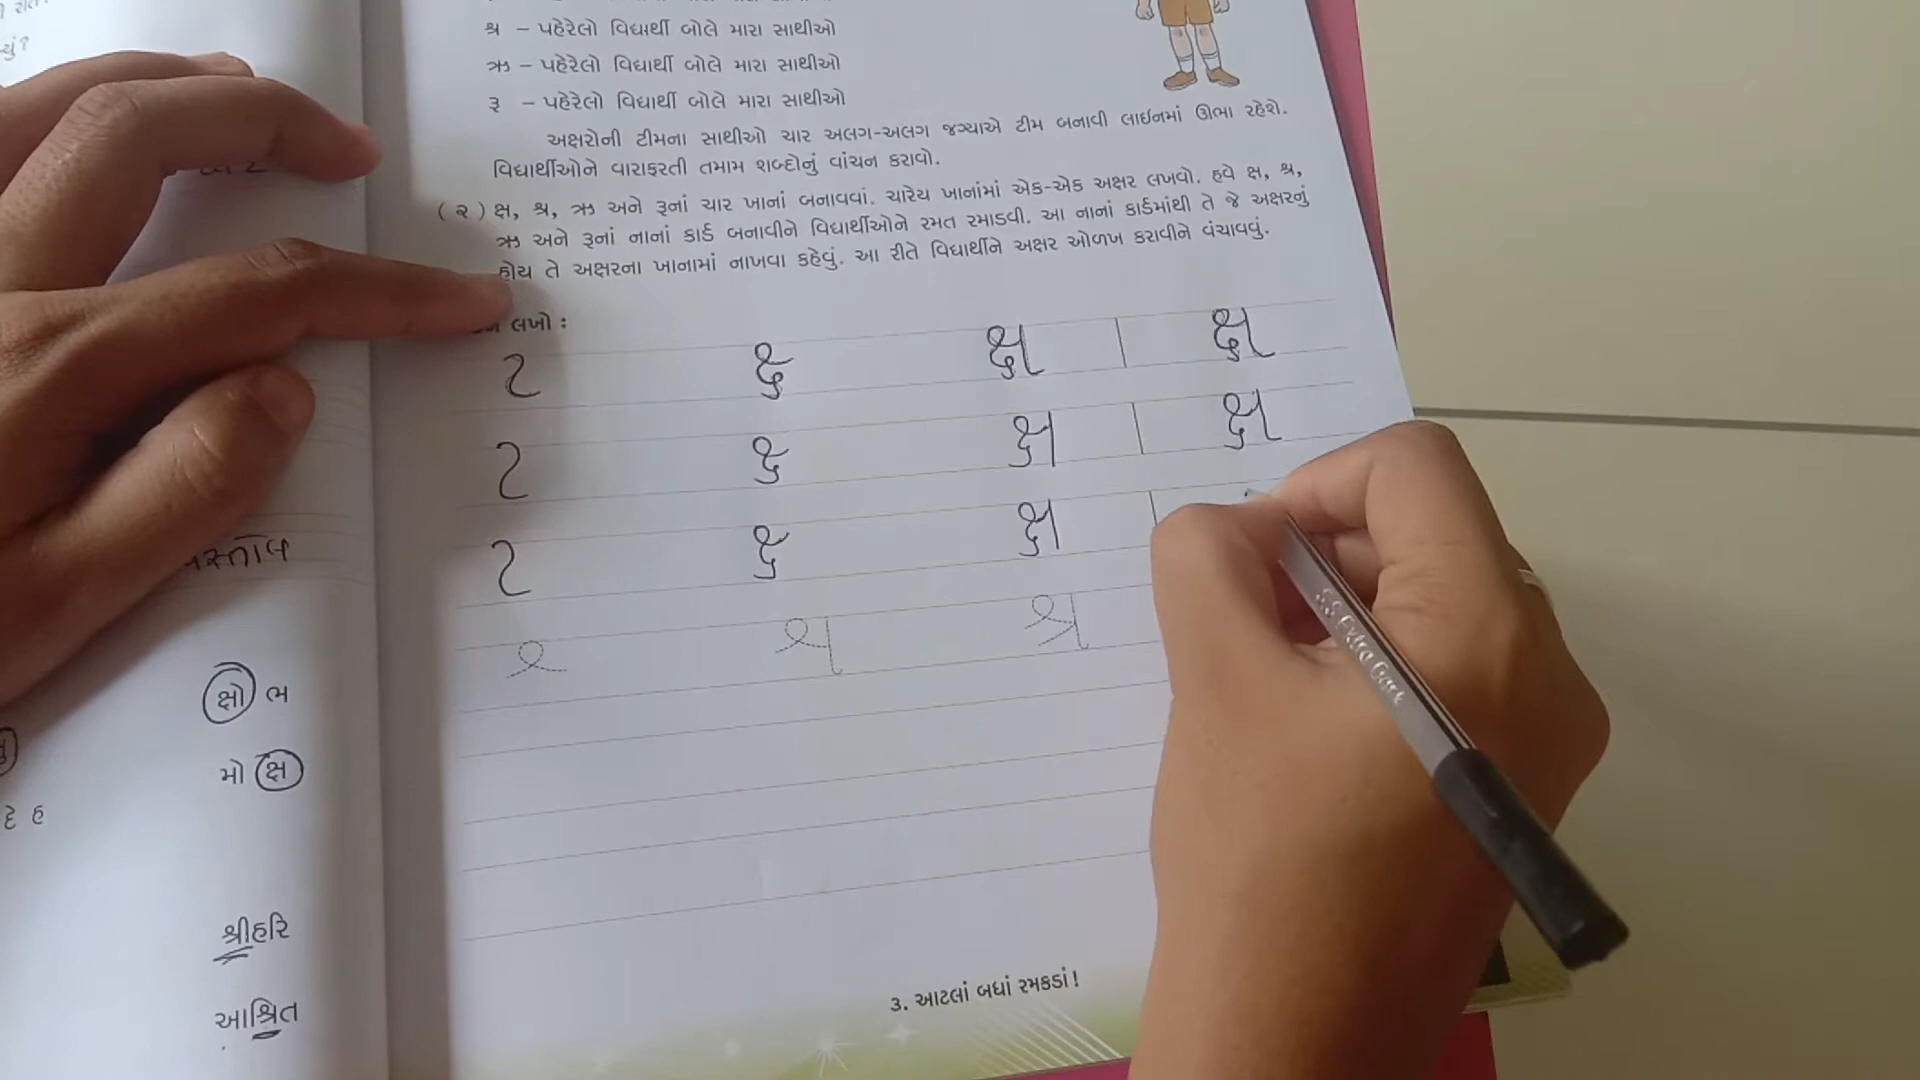 શ્ર – પહેરેલો વિદ્યાર્થી બોલે મારા સાથીઓ
ઋ – પહેરેલો વિદ્યાર્થી બોલે મારા સાથીઓ
રૂ – પહેરેલો વિદ્યાર્થી બોલે મારા સાથીઓ
અક્ષરોની ટીમના સાથીઓ ચાર અલગ-અલગ જગ્યાએ ટીમ બનાવી લાઇનમાં ઊભા રહેશે.
વિદ્યાર્થીઓને વારાફરતી તમામ શબ્દોનું વાંચન કરાવો.
(૨) ક્ષ, શ્ર, ઋ અને રૂનાં ચાર ખાનાં બનાવવાં. ચારેય ખાનાંમાં એક-એક અક્ષર લખવો. હવે ક્ષ, શ્ર,
ઋ અને રૂનાં નાનાં કાર્ડ બનાવીને વિદ્યાર્થીઓને રમત રમાડવી. આ નાનાં કાર્ડમાંથી તે જે અક્ષરનું
હોય તે અક્ષરના ખાનામાં નાખવા કહેવું. આ રીતે વિદ્યાર્થીને અક્ષર ઓળખ કરાવીને વંચાવવું.
લખો :
ક્ષ ક્ષ
ક્ષ ક્ષ
ક્ષ
શ્ર
૩. આટલાં બધાં રમકડાં!
ક્ષો ભ
મો ક્ષ
દે હ
શ્રીહરિ
આશ્રિત